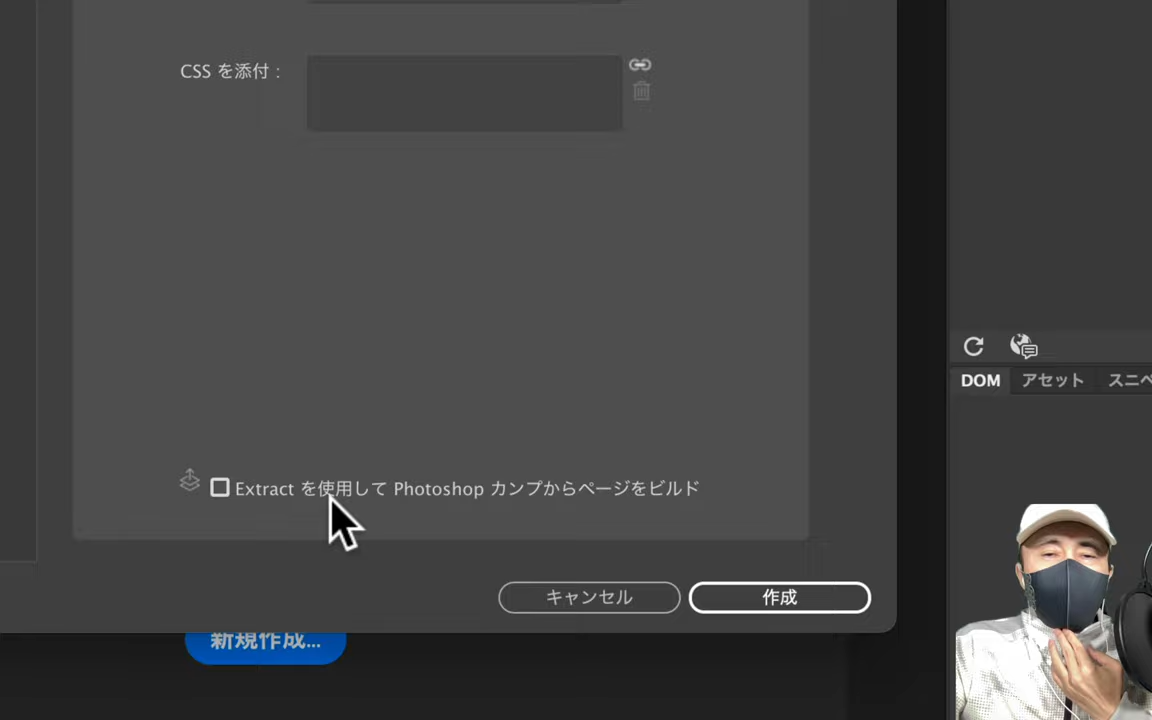 CSS を添付 :
DOM アセット スニペ
Extract を使用して Photoshop カンプからページをビルド
キャンセル 作成
新規作成...